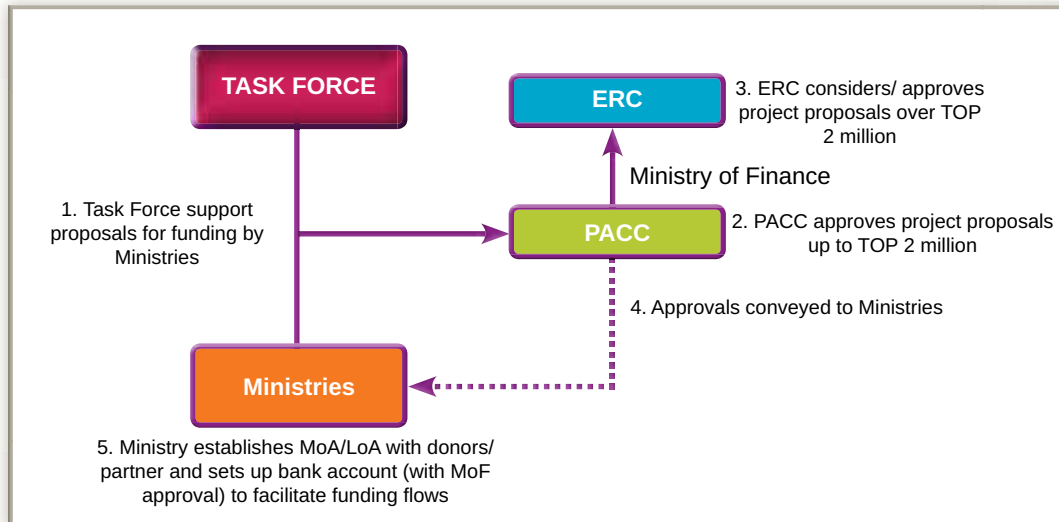 TASK FORCE
ERC
3. ERC considers/ approves
project proposals over TOP
2 million
Ministry of Finance
1. Task Force support
proposals for funding by
Ministries
PACC
2. PACC approves project proposals
up to TOP 2 million
4. Approvals conveyed to Ministries
Ministries
5. Ministry establishes MoA/LoA with donors/
partner and sets up bank account (with MoF
approval) to facilitate funding flows